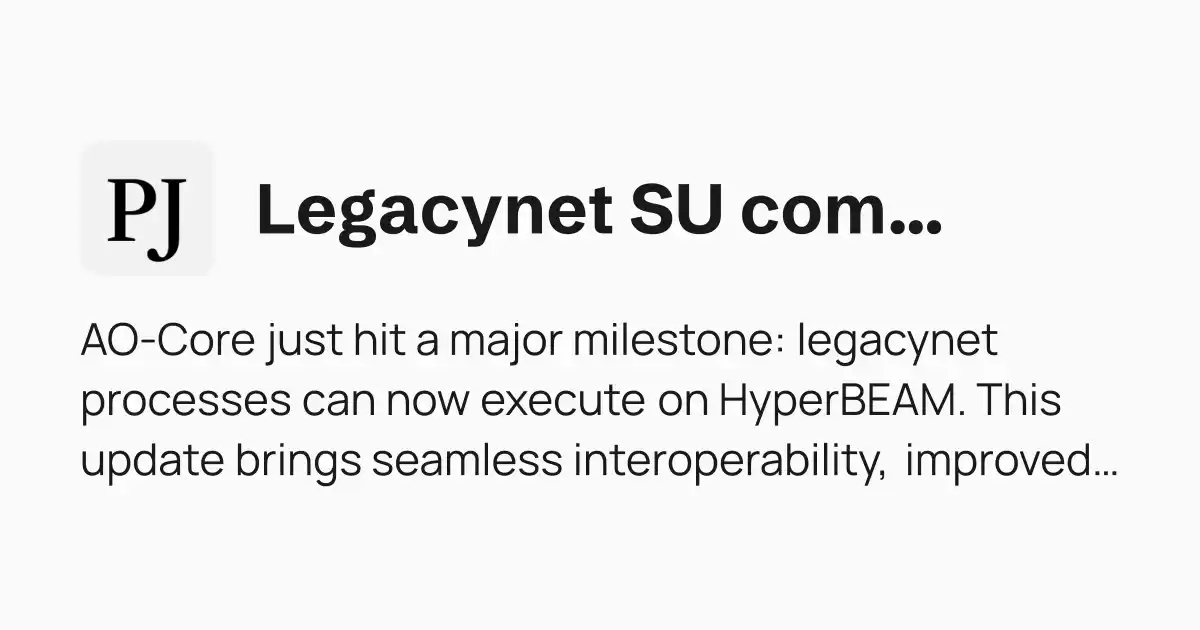 PJ
Legacynet SU com...
AO-Core just hit a major milestone: legacynet
processes can now execute on HyperBEAM. This
update brings seamless interoperability, improved...